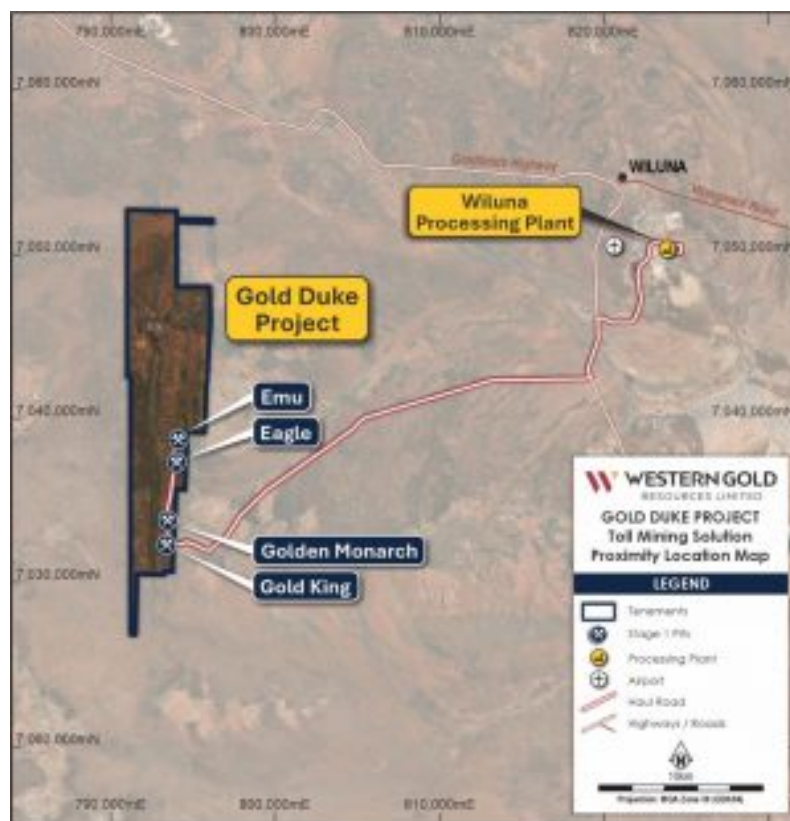 790,000mE
800,000mE
810,000mE
820,000mE
7,060,000mN
7,060,000mN
Goldfields Highway
WILUNA
Wiluna
Processing Plant
7,050,000mN
7,050,000mN
Gold Duke
Project
Emu
Eagle
7,040,000mN
7,040,000mN
Golden Monarch
Gold King
7,030,000mN
WESTERN GOLD
RESOURCES LIMITED
GOLD DUKE PROJECT
Toll Mining Solution
Proximity Location Map
LEGEND
Tenements
Stage 1 Pits
Processing Plant
Airport
Haul Road
Highways / Roads
N
10km
790,000mE
800,000mE
810,000mE